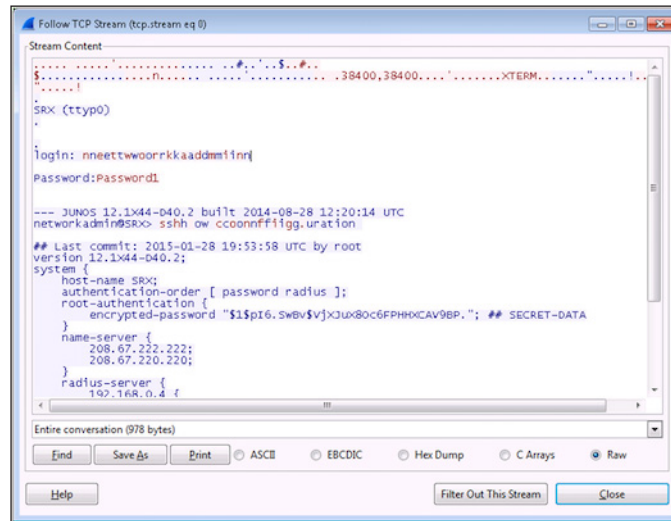 Follow TCP Stream (tcp.stream eq 0)
Stream Content
..... .....'.............. ..#..'..$..#..
$...............n...... .....'........... .38400,38400....'.......XTERM.......".....!..
".....!
.
SRX (ttyp0)
.
.
login: nneettwwoorrkkaaddmmiinn
Password:Password1
--- JUNOS 12.1X44-D40.2 built 2014-08-28 12:20:14 UTC
networkadmin@SRX> sshh ow ccoonnffiigg.uration
## Last commit: 2015-01-28 19:53:58 UTC by root
version 12.1X44-D40.2;
system {
host-name SRX;
authentication-order [ password radius ];
root-authentication {
encrypted-password "$1$pI6.SwBv$VjXJuX8Oc6FPHHXCAV9BP."; ## SECRET-DATA
}
name-server {
208.67.222.222;
208.67.220.220;
}
radius-server {
192.168.0.4 {
Entire conversation (978 bytes)
Find Save As Print ASCII EBCDIC Hex Dump C Arrays Raw
Help Filter Out This Stream Close